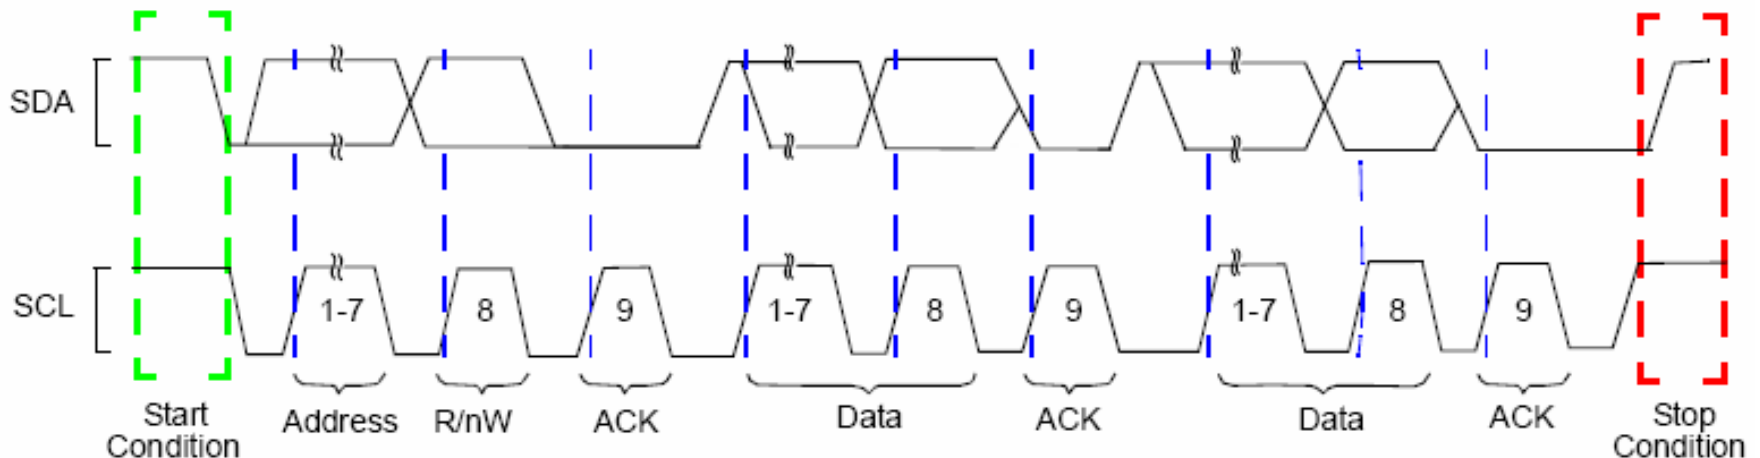 SDA
SCL
1-7
8
9
1-7
8
9
1-7
8
9
Start
Condition
Address
R/nW
ACK
Data
ACK
Data
ACK
Stop
Condition